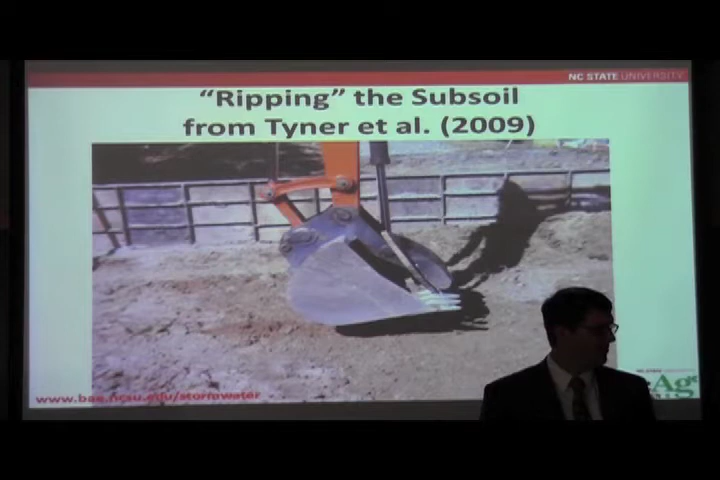 NC STATE UNIVERSITY
“Ripping” the Subsoil
from Tyner et al. (2009)
www.bae.ncsu.edu/stormwater